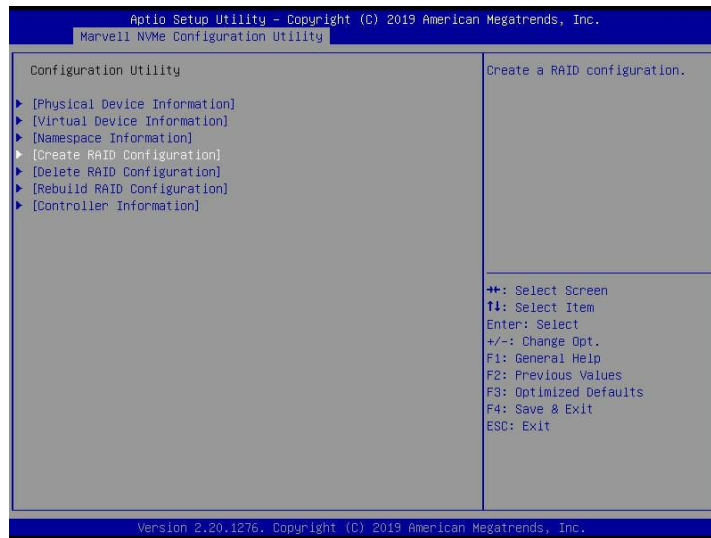 Aptio Setup Utility – Copyright (C) 2019 American Megatrends, Inc.
Marvell NVMe Configuration Utility
Configuration Utility
[Physical Device Information]
[Virtual Device Information]
[Namespace Information]
[Create RAID Configuration]
[Delete RAID Configuration]
[Rebuild RAID Configuration]
[Controller Information]
Create a RAID configuration.
→←: Select Screen
↑↓: Select Item
Enter: Select
+/-: Change Opt.
F1: General Help
F2: Previous Values
F3: Optimized Defaults
F4: Save & Exit
ESC: Exit
Version 2.20.1276. Copyright (C) 2019 American Megatrends, Inc.